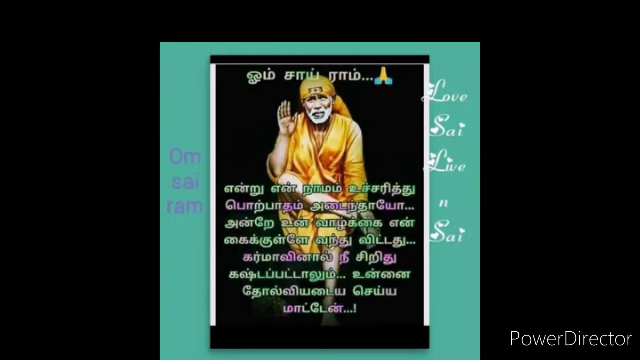 ஓம் சாய் ராம்...🙏
என்று என் நாமம் உச்சரித்து
பொற்பாதம் அடைந்தாயோ...
அன்றே உன் வாழ்க்கை என்
கைக்குள்ளே வந்து விட்டது...
கர்மாவினால் நீ சிறிது
கஷ்டப்பட்டாலும்... உன்னை
தோல்வியடைய செய்ய
மாட்டேன்...!
Om
sai
ram
Love
Sai
Live
n
Sai
PowerDirector